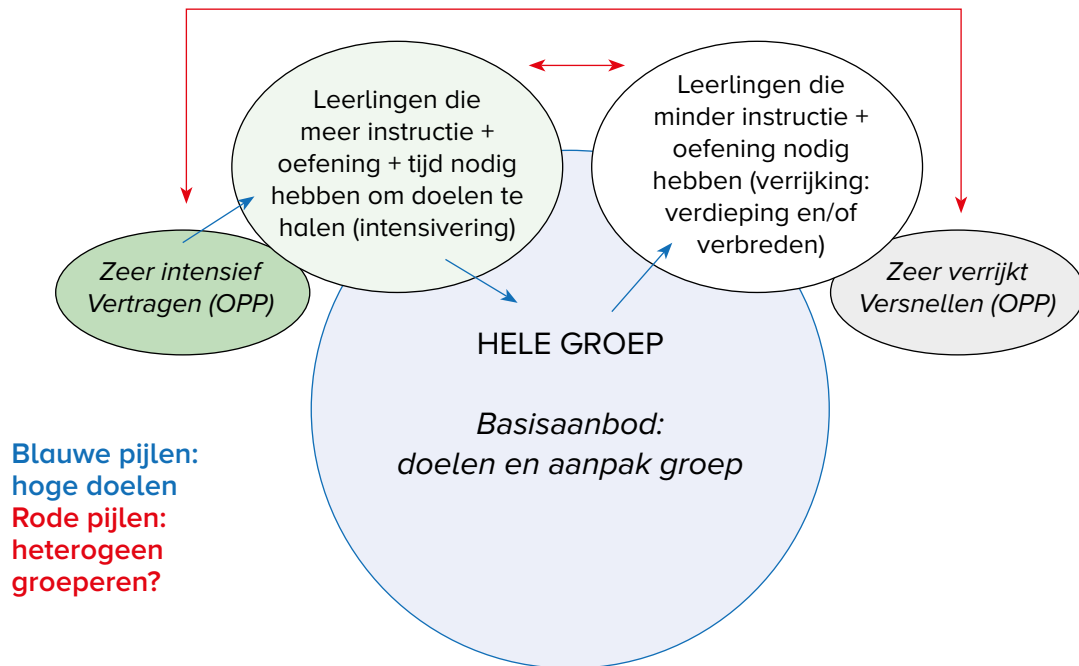 Leerlingen die
meer instructie +
oefening + tijd nodig
hebben om doelen te
halen (intensivering)
Leerlingen die
minder instructie +
oefening nodig
hebben (verrijking:
verdieping en/of
verbreden)
Zeer intensief
Vertragen (OPP)
Zeer verrijkt
Versnellen (OPP)
HELE GROEP
Basisaanbod:
doelen en aanpak groep
Blauwe pijlen:
hoge doelen
Rode pijlen:
heterogeen
groeperen?